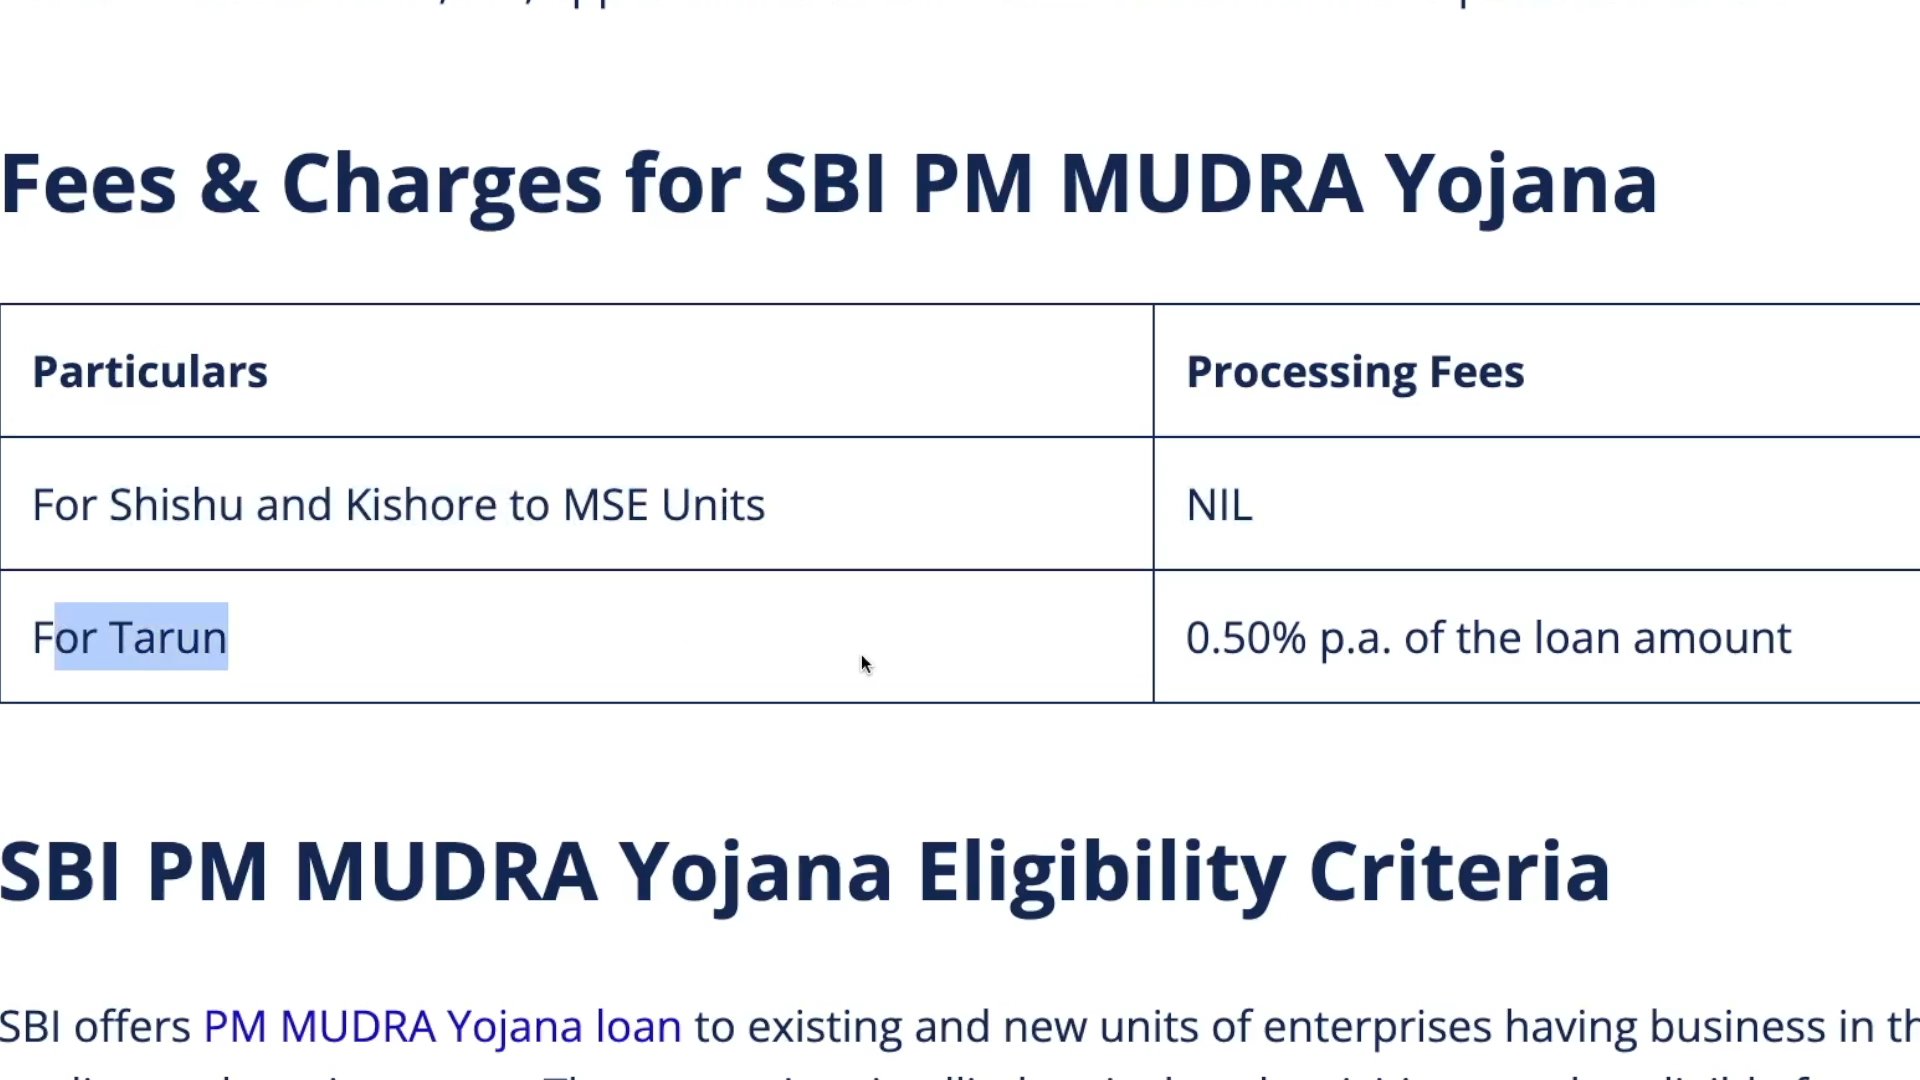 Fees & Charges for SBI PM MUDRA Yojana
Particulars
Processing Fees
For Shishu and Kishore to MSE Units
NIL
For Tarun
0.50% p.a. of the loan amount
SBI PM MUDRA Yojana Eligibility Criteria
SBI offers PM MUDRA Yojana loan to existing and new units of enterprises having business in th